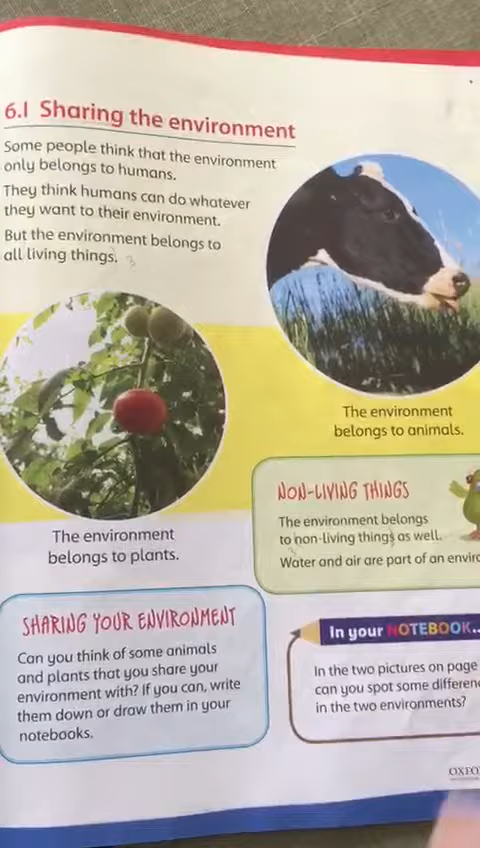 6.1 Sharing the environment
Some people think that the environment
only belongs to humans.
They think humans can do whatever
they want to their environment.
But the environment belongs to
all living things. 3
The environment
belongs to animals.
The environment
belongs to plants.
NON-LIVING THINGS
The environment belongs
to non-living things as well.
Water and air are part of an
SHARING YOUR ENVIRONMENT
Can you think of some animals
and plants that you share your
environment with? If you can, write
them down or draw them in your
notebooks.
In your NOTEBOOK..
In the two pictures on page
can you spot some
in the two environments?